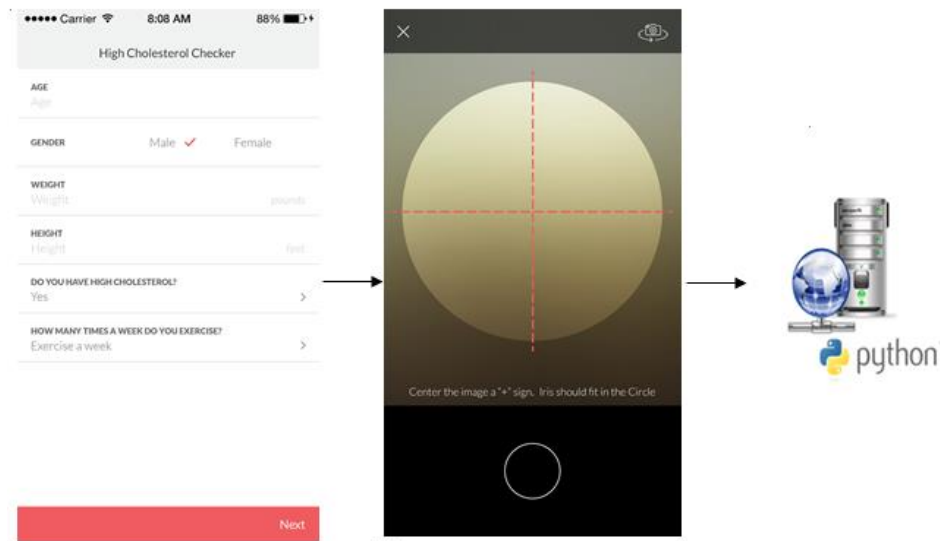 Carrier 8:08 AM 88%
High Cholesterol Checker
AGE
Age
GENDER Male Female
WEIGHT
Weight pounds
HEIGHT
Height feet
DO YOU HAVE HIGH CHOLESTEROL?
Yes
HOW MANY TIMES A WEEK DO YOU EXERCISE?
Exercise a week
Next
Center the image a "+" sign. Iris should fit in the Circle
python